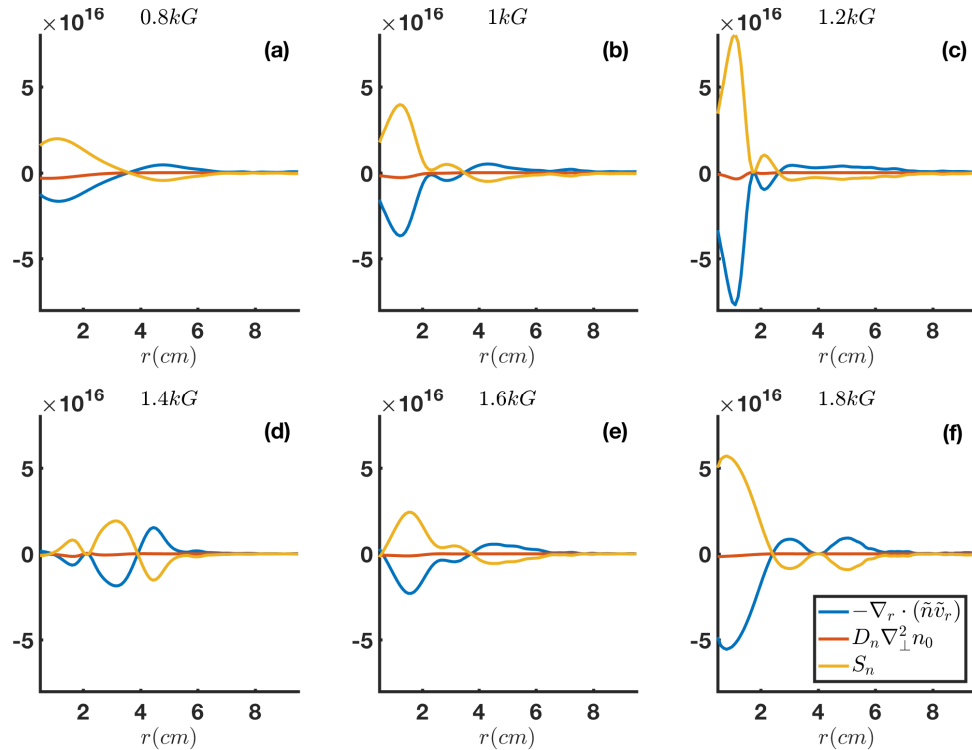 ×10^16 0.8kG
(a)
5
0
-5
2 4 6 8
r(cm)
1kG
(b)
5
0
-5
2 4 6 8
r(cm)
×10^16 1.2kG
(c)
5
0
-5
2 4 6 8
r(cm)
×10^16 1.4kG
(d)
5
0
-5
2 4 6 8
r(cm)
×10^16 1.6kG
(e)
5
0
-5
2 4 6 8
r(cm)
×10^16 1.8kG
(f)
5
0
-5
2 4 6 8
r(cm)
−∇_r · (ñṽ_r)
D_n∇²_⊥n_0
S_n